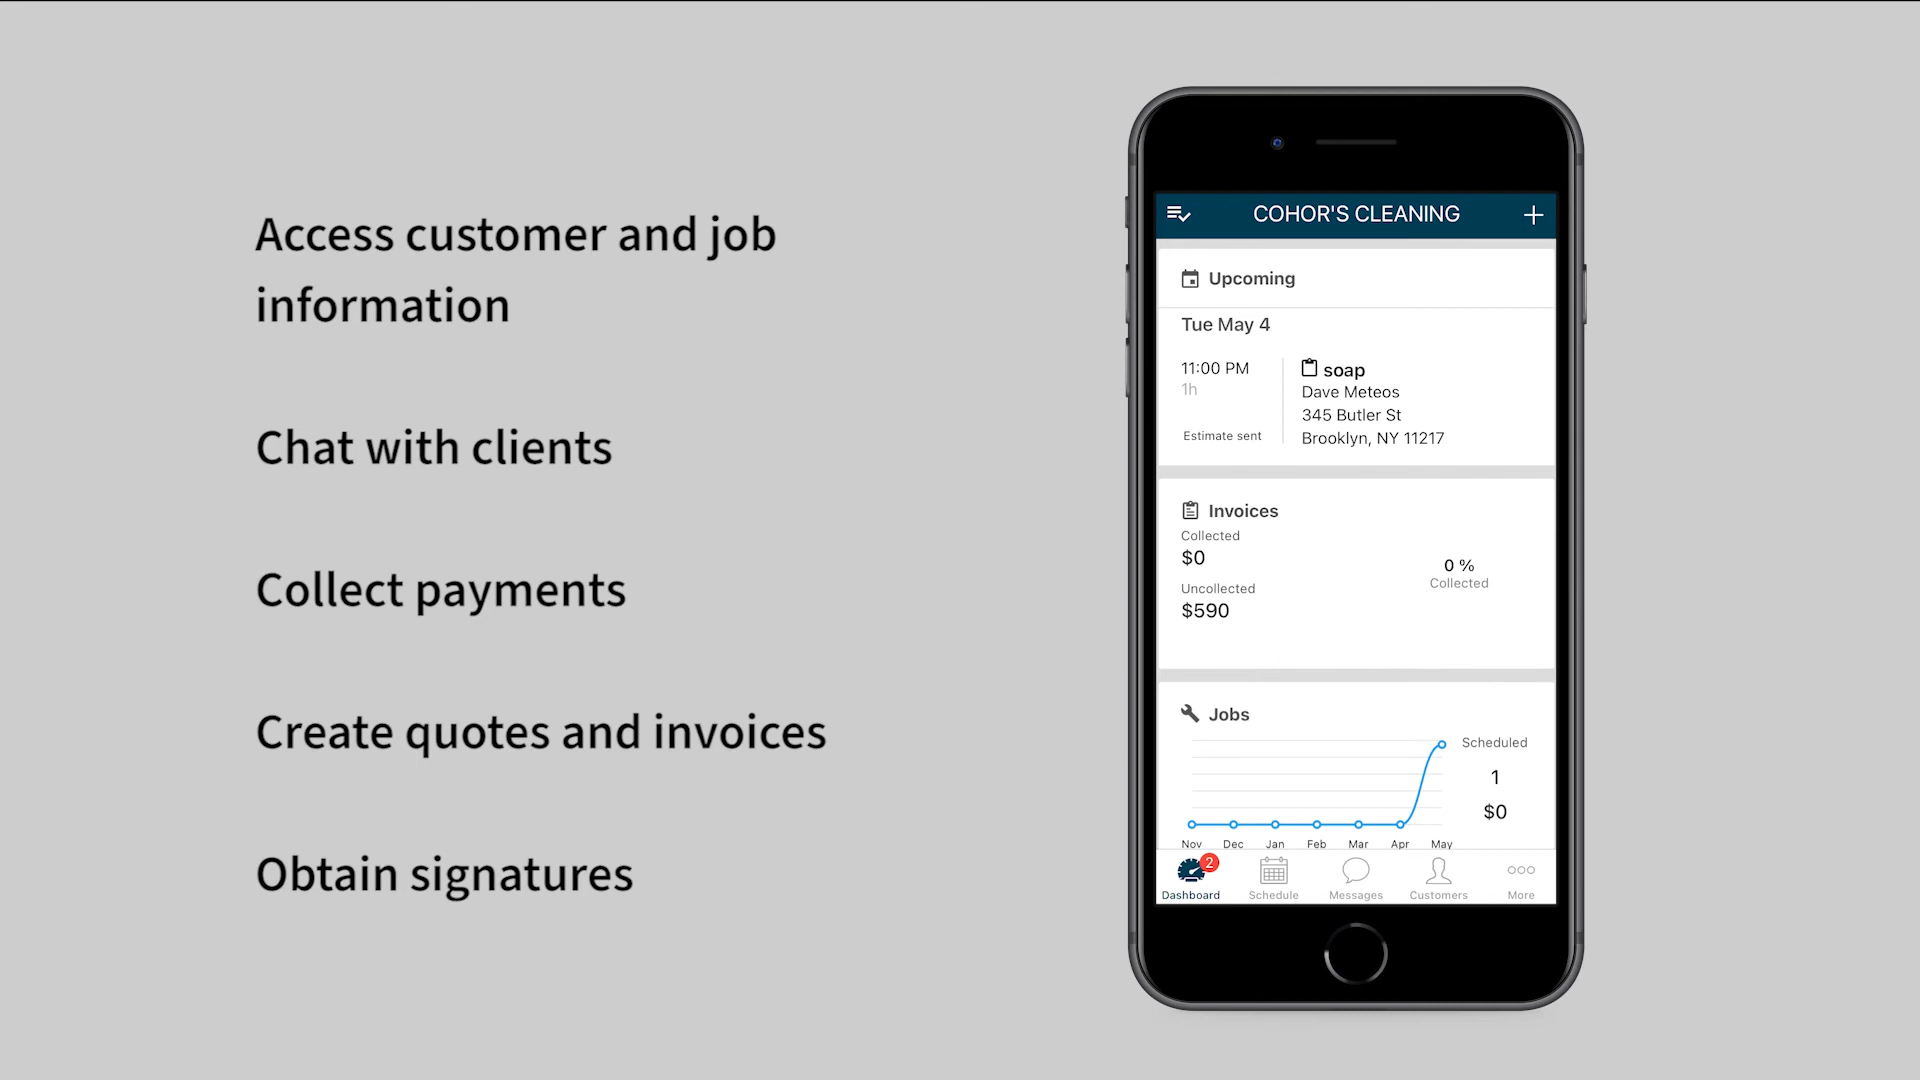 Access customer and job
information
Chat with clients
Collect payments
Create quotes and invoices
Obtain signatures
COHOR'S CLEANING
Upcoming
Tue May 4
11:00 PM
1h
Estimate sent
soap
Dave Meteos
345 Butler St
Brooklyn, NY 11217
Invoices
Collected
$0
Uncollected
$590
0 %
Collected
Jobs
Scheduled
1
$0
Nov Dec Jan Feb Mar Apr May
2
Dashboard Schedule Messages Customers More